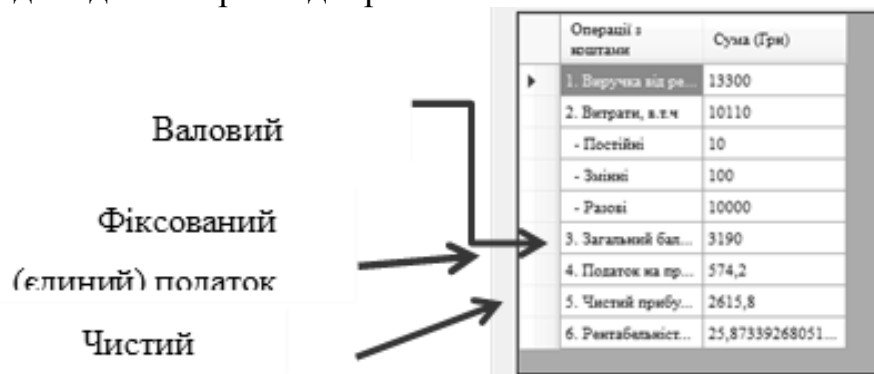 Операції з
коштами
Сума (Грн)
1. Виручка від ре...
13300
2. Витрати, в.т.ч
10110
- Постійні
10
- Змінні
100
- Разові
10000
3. Загальний бал...
3190
4. Податок на пр...
574,2
5. Чистий прибу...
2615,8
6. Рентабельніст...
25,87339268051...
Валовий
Фіксований
(єдиний) податок
Чистий